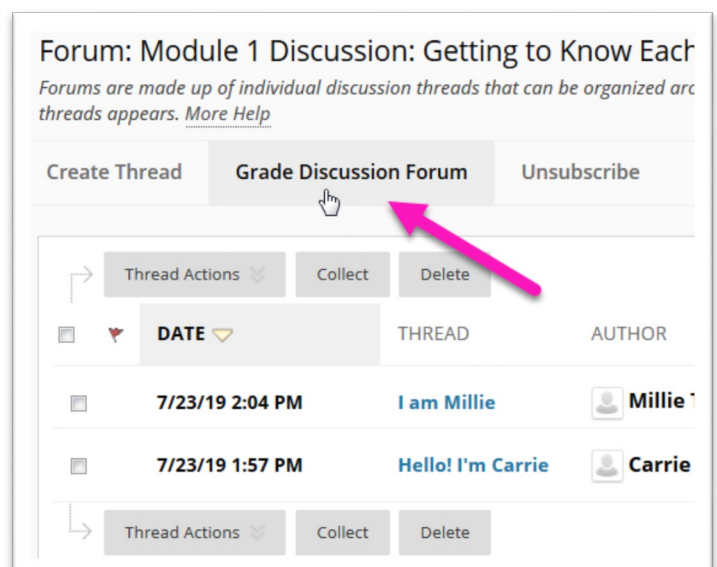 Forum: Module 1 Discussion: Getting to Know Each
Forums are made up of individual discussion threads that can be organized arc
threads appears. More Help
Create Thread Grade Discussion Forum Unsubscribe
Thread Actions Collect Delete
DATE THREAD AUTHOR
7/23/19 2:04 PM I am Millie Millie T
7/23/19 1:57 PM Hello! I'm Carrie Carrie
Thread Actions Collect Delete